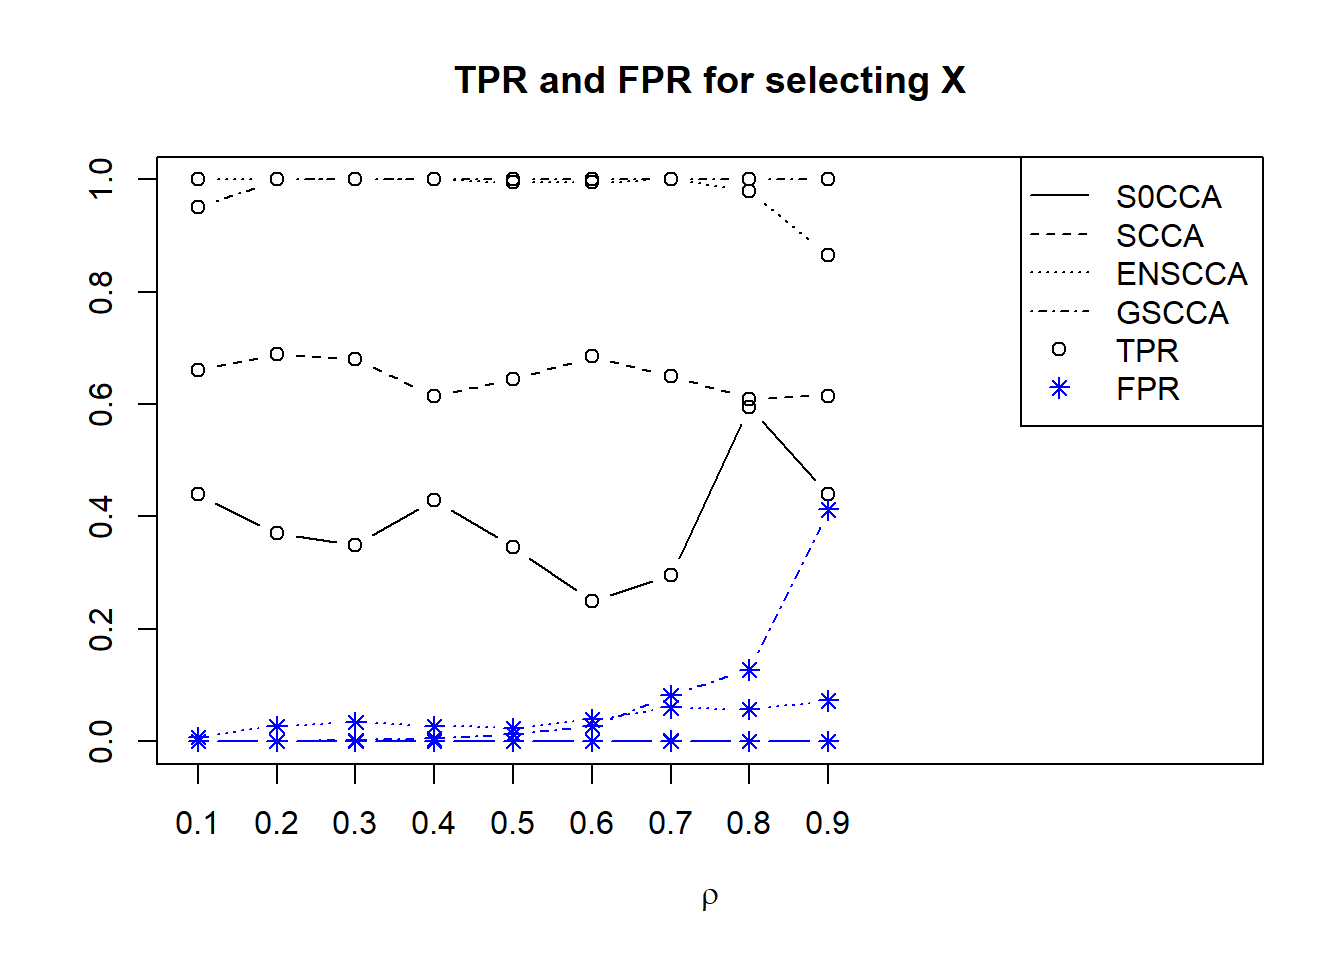 TPR and FPR for selecting X
1.0
0.8
0.6
0.4
0.2
0.0
S0CCA
SCCA
ENSCCA
GSCCA
TPR
FPR
0.1 0.2 0.3 0.4 0.5 0.6 0.7 0.8 0.9
ρ